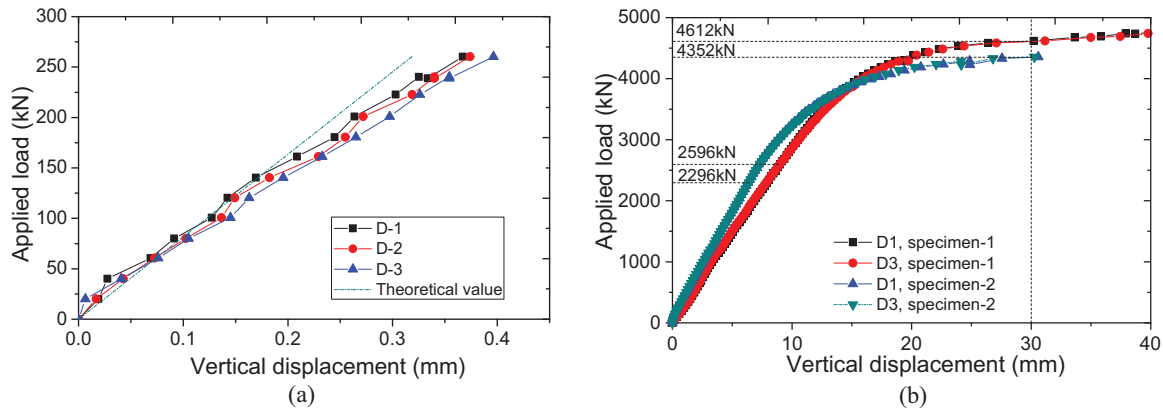 300
250
200
150
100
50
0
0.0 0.1 0.2 0.3 0.4
Applied load (kN)
Vertical displacement (mm)
D-1
D-2
D-3
Theoretical value
(a)
5000
4000
3000
2000
1000
0
0 10 20 30 40
Applied load (kN)
Vertical displacement (mm)
4612kN
4352kN
2596kN
2296kN
D1, specimen-1
D3, specimen-1
D1, specimen-2
D3, specimen-2
(b)